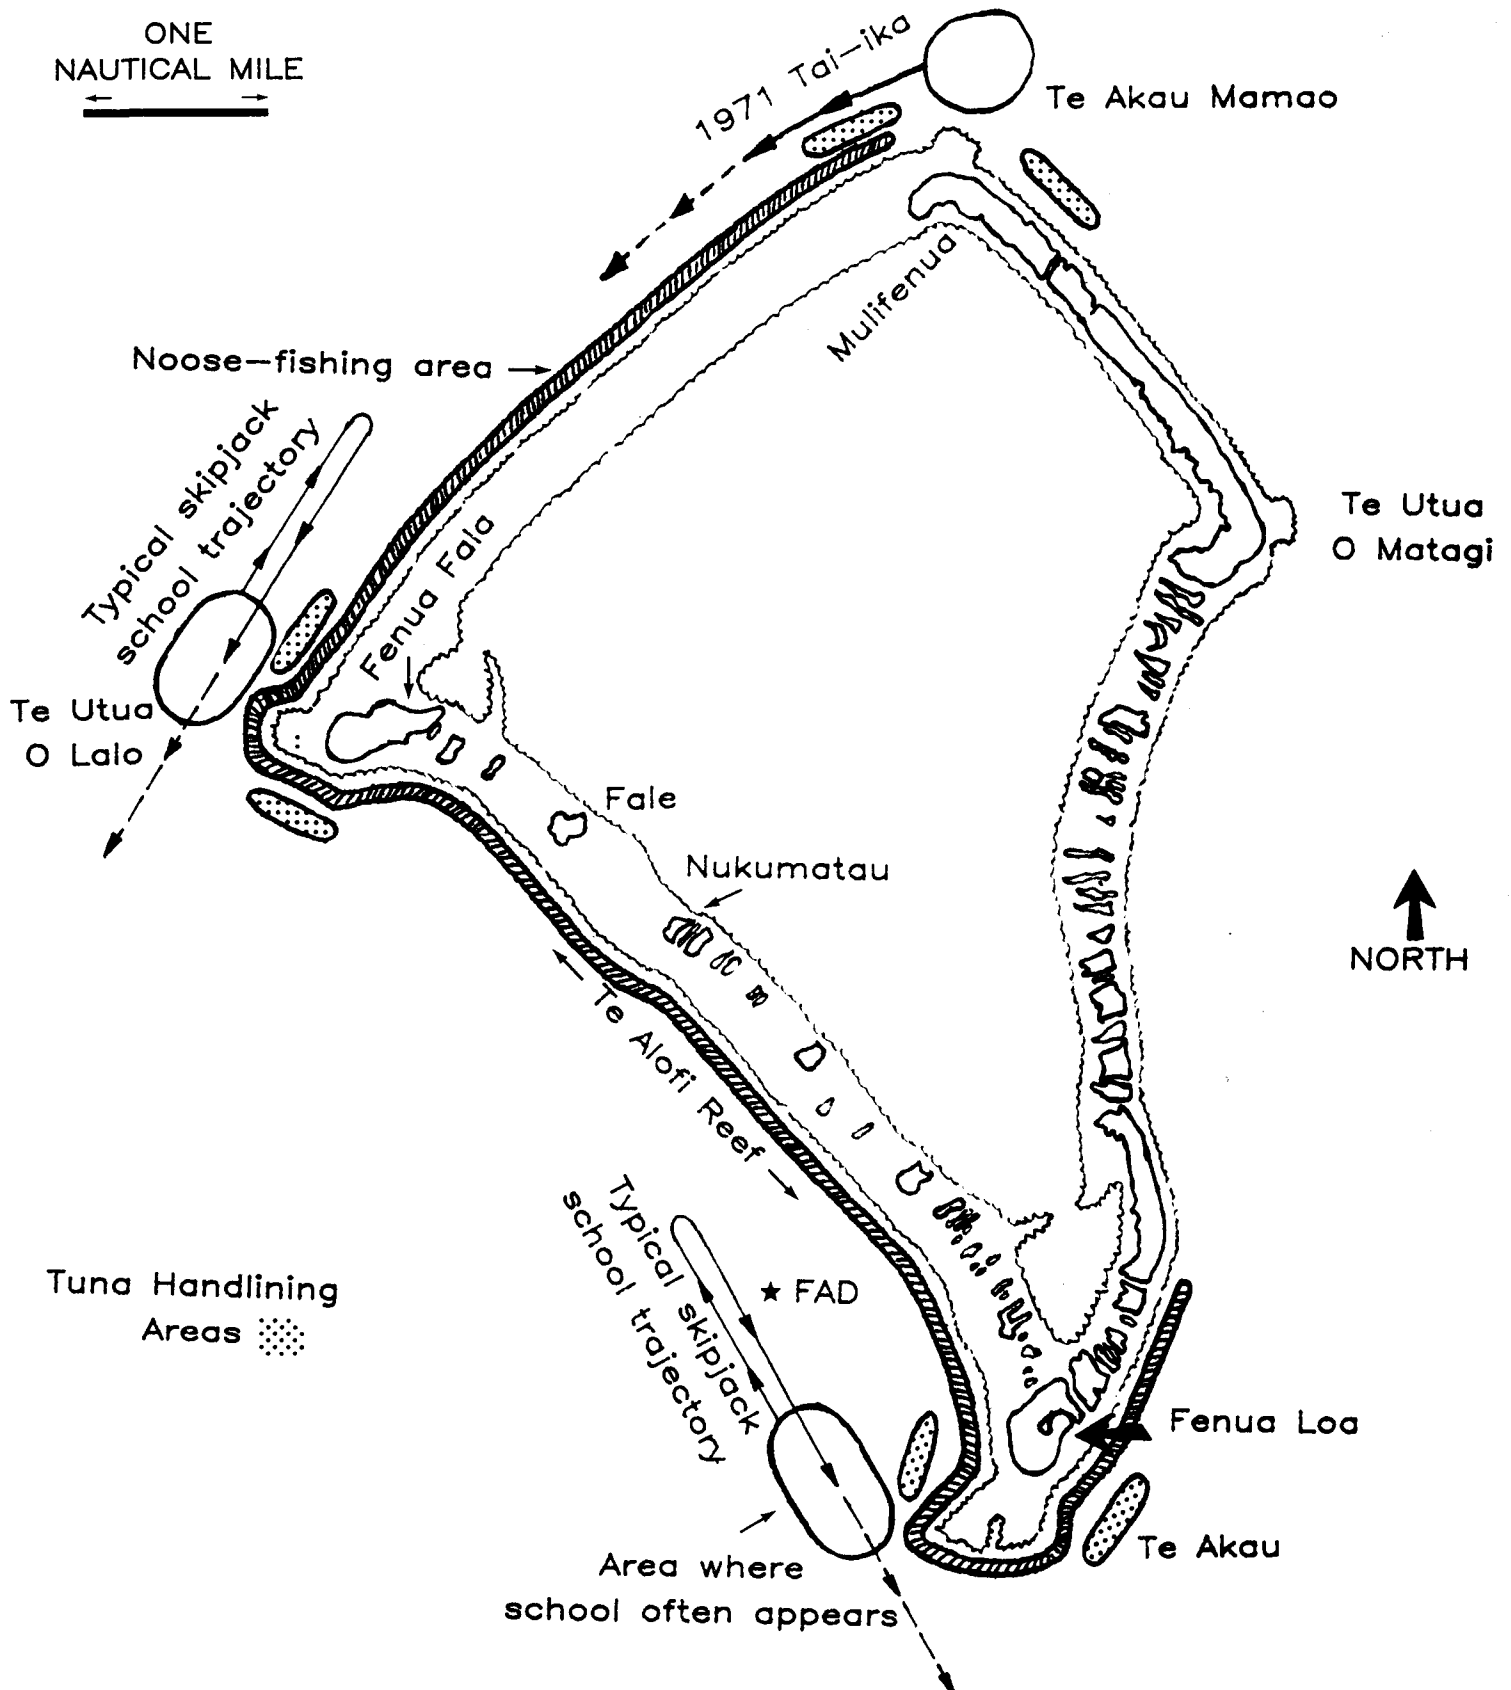 ONE
NAUTICAL MILE
1971 Tai-ika
Te Akau Mamao
Mulifenua
Noose-fishing area
Typical skipjack
school trajectory
Fenua Fala
Te Utua
O Matagi
Te Utua
O Lalo
Fale
Nukumatau
NORTH
Te Alofi Reef
Typical skipjack
school trajectory
FAD
Tuna Handlining
Areas
Fenua Loa
Te Akau
Area where
school often appears